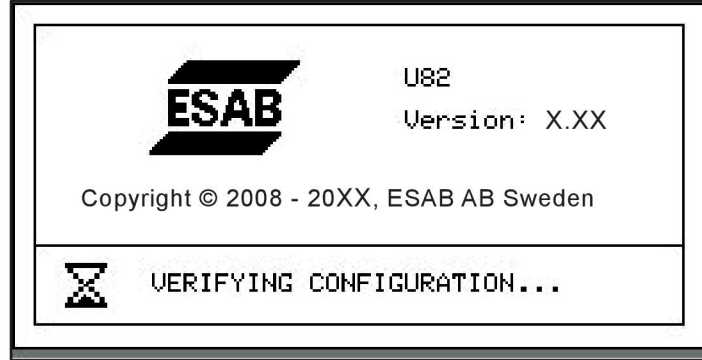 ESAB
U82
Version: X.XX
Copyright © 2008 - 20XX, ESAB AB Sweden
VERIFYING CONFIGURATION...